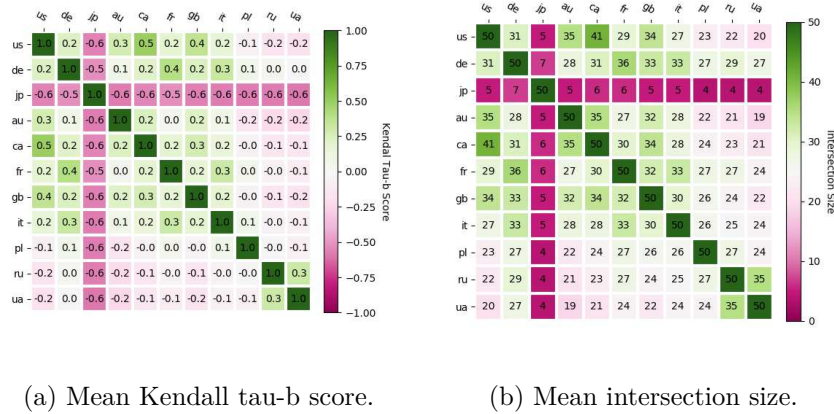 us de jp au ca fr gb it pl ru ua
us 1.0 0.2 -0.6 0.3 0.5 0.2 0.4 0.2 -0.1 -0.2 -0.2
de 0.2 1.0 -0.5 0.1 0.2 0.4 0.2 0.3 0.1 0.0 0.0
jp -0.6 -0.5 1.0 -0.6 -0.6 -0.5 -0.6 -0.6 -0.6 -0.6 -0.6
au 0.3 0.1 -0.6 1.0 0.2 0.0 0.2 0.1 -0.2 -0.1 -0.2
ca 0.5 0.2 -0.6 0.2 1.0 0.2 0.3 0.2 -0.0 -0.1 -0.1
fr 0.2 0.4 -0.5 0.0 0.2 1.0 0.2 0.3 -0.0 -0.0 -0.1
gb 0.4 0.2 -0.6 0.2 0.3 0.2 1.0 0.2 -0.0 -0.1 -0.2
it 0.2 0.3 -0.6 0.1 0.2 0.3 0.2 1.0 0.1 -0.0 -0.1
pl -0.1 0.1 -0.6 -0.2 -0.0 -0.0 -0.0 0.1 1.0 -0.0 -0.0
ru -0.2 0.0 -0.6 -0.1 -0.1 -0.0 -0.1 -0.0 -0.0 1.0 0.3
ua -0.2 0.0 -0.6 -0.2 -0.1 -0.1 -0.2 -0.1 -0.0 0.3 1.0
1.00
0.75
0.50
0.25
0.00
−0.25
−0.50
−0.75
−1.00
Kendall Tau-b Score
(a) Mean Kendall tau-b score.
us de jp au ca fr gb it pl ru ua
us 50 31 5 35 41 29 34 27 23 22 20
de 31 50 7 28 31 36 33 33 27 29 27
jp 5 7 50 5 6 6 5 5 4 4 4
au 35 28 5 50 35 27 32 28 22 21 19
ca 41 31 6 35 50 30 34 28 24 23 21
fr 29 36 6 27 30 50 32 33 27 27 24
gb 34 33 5 32 34 32 50 30 26 24 22
it 27 33 5 28 28 33 30 50 26 25 24
pl 23 27 4 22 24 27 26 26 50 27 24
ru 22 29 4 21 23 27 24 25 27 50 35
ua 20 27 4 19 21 24 22 24 24 35 50
50
40
30
20
10
0
Intersection Size
(b) Mean intersection size.